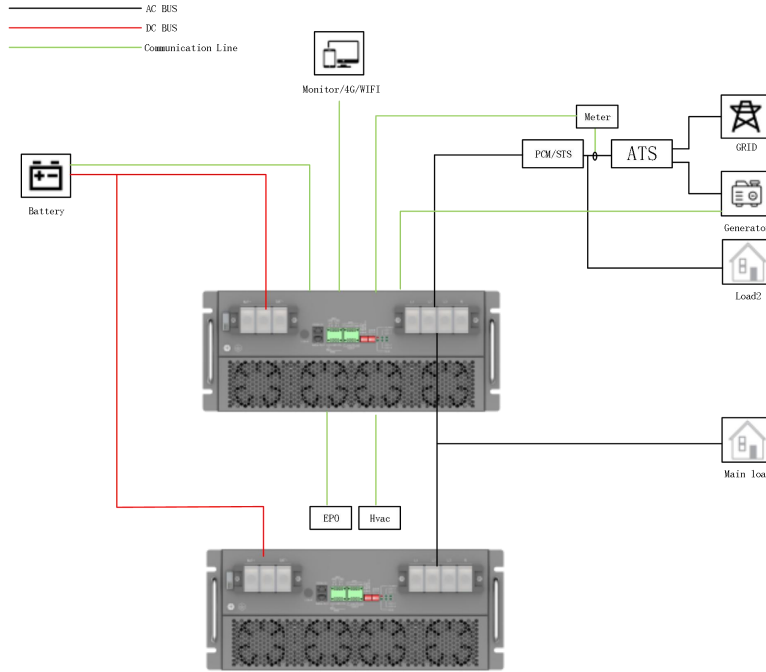 AC BUS
DC BUS
Communication Line
Monitor/4G/WIFI
Meter
PCM/STS
ATS
GRID
Battery
Generato
Load2
Main loa
EPO
Hvac